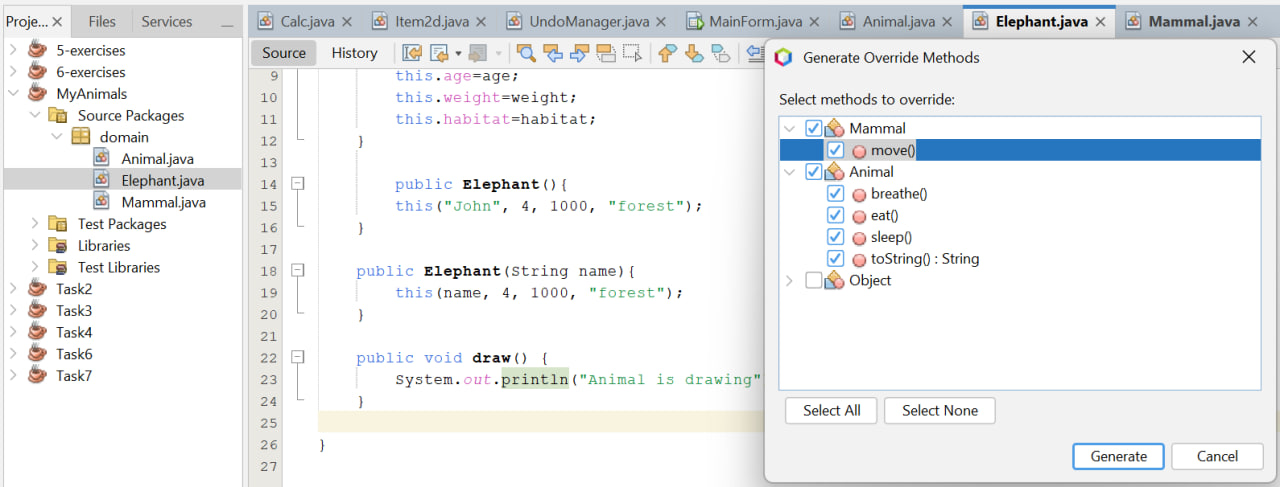 Proje... × Files Services
5-exercises
6-exercises
MyAnimals
Source Packages
domain
Animal.java
Elephant.java
Mammal.java
Test Packages
Libraries
Test Libraries
Task2
Task3
Task4
Task6
Task7
Calc.java × Item2d.java × UndoManager.java × MainForm.java × Animal.java × Elephant.java × Mammal.java ×
Source History
9 this.age=age;
10 this.weight=weight;
11 this.habitat=habitat;
12 }
13
14 public Elephant(){
15 this("John", 4, 1000, "forest");
16 }
17
18 public Elephant(String name){
19 this(name, 4, 1000, "forest");
20 }
21
22 public void draw() {
23 System.out.println("Animal is drawing"
24 }
25
26 }
27
Generate Override Methods
Select methods to override:
Mammal
move()
Animal
breathe()
eat()
sleep()
toString() : String
Object
Select All Select None
Generate Cancel